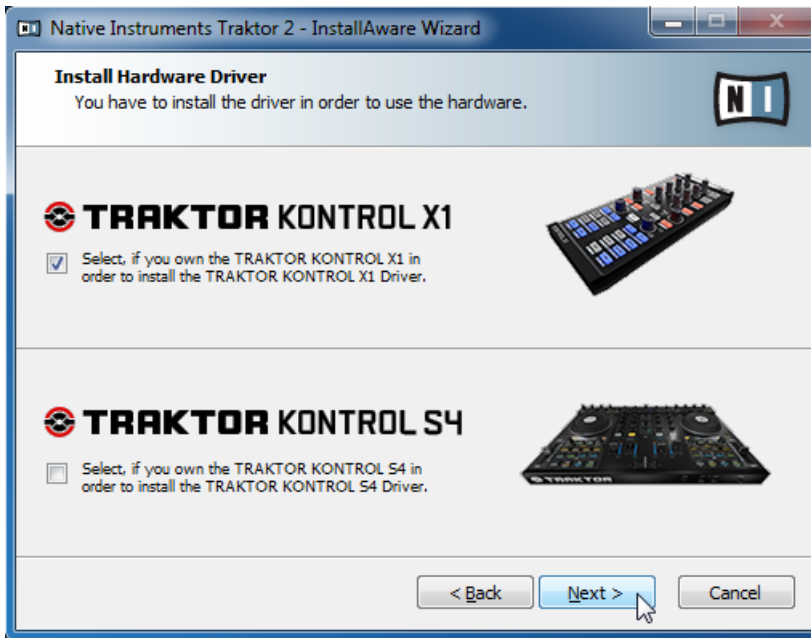 Native Instruments Traktor 2 - InstallAware Wizard
Install Hardware Driver
You have to install the driver in order to use the hardware.
N I
TRAKTOR KONTROL X1
Select, if you own the TRAKTOR KONTROL X1 in
order to install the TRAKTOR KONTROL X1 Driver.
TRAKTOR KONTROL S4
Select, if you own the TRAKTOR KONTROL S4 in
order to install the TRAKTOR KONTROL S4 Driver.
TRAKTOR
< Back
Next >
Cancel